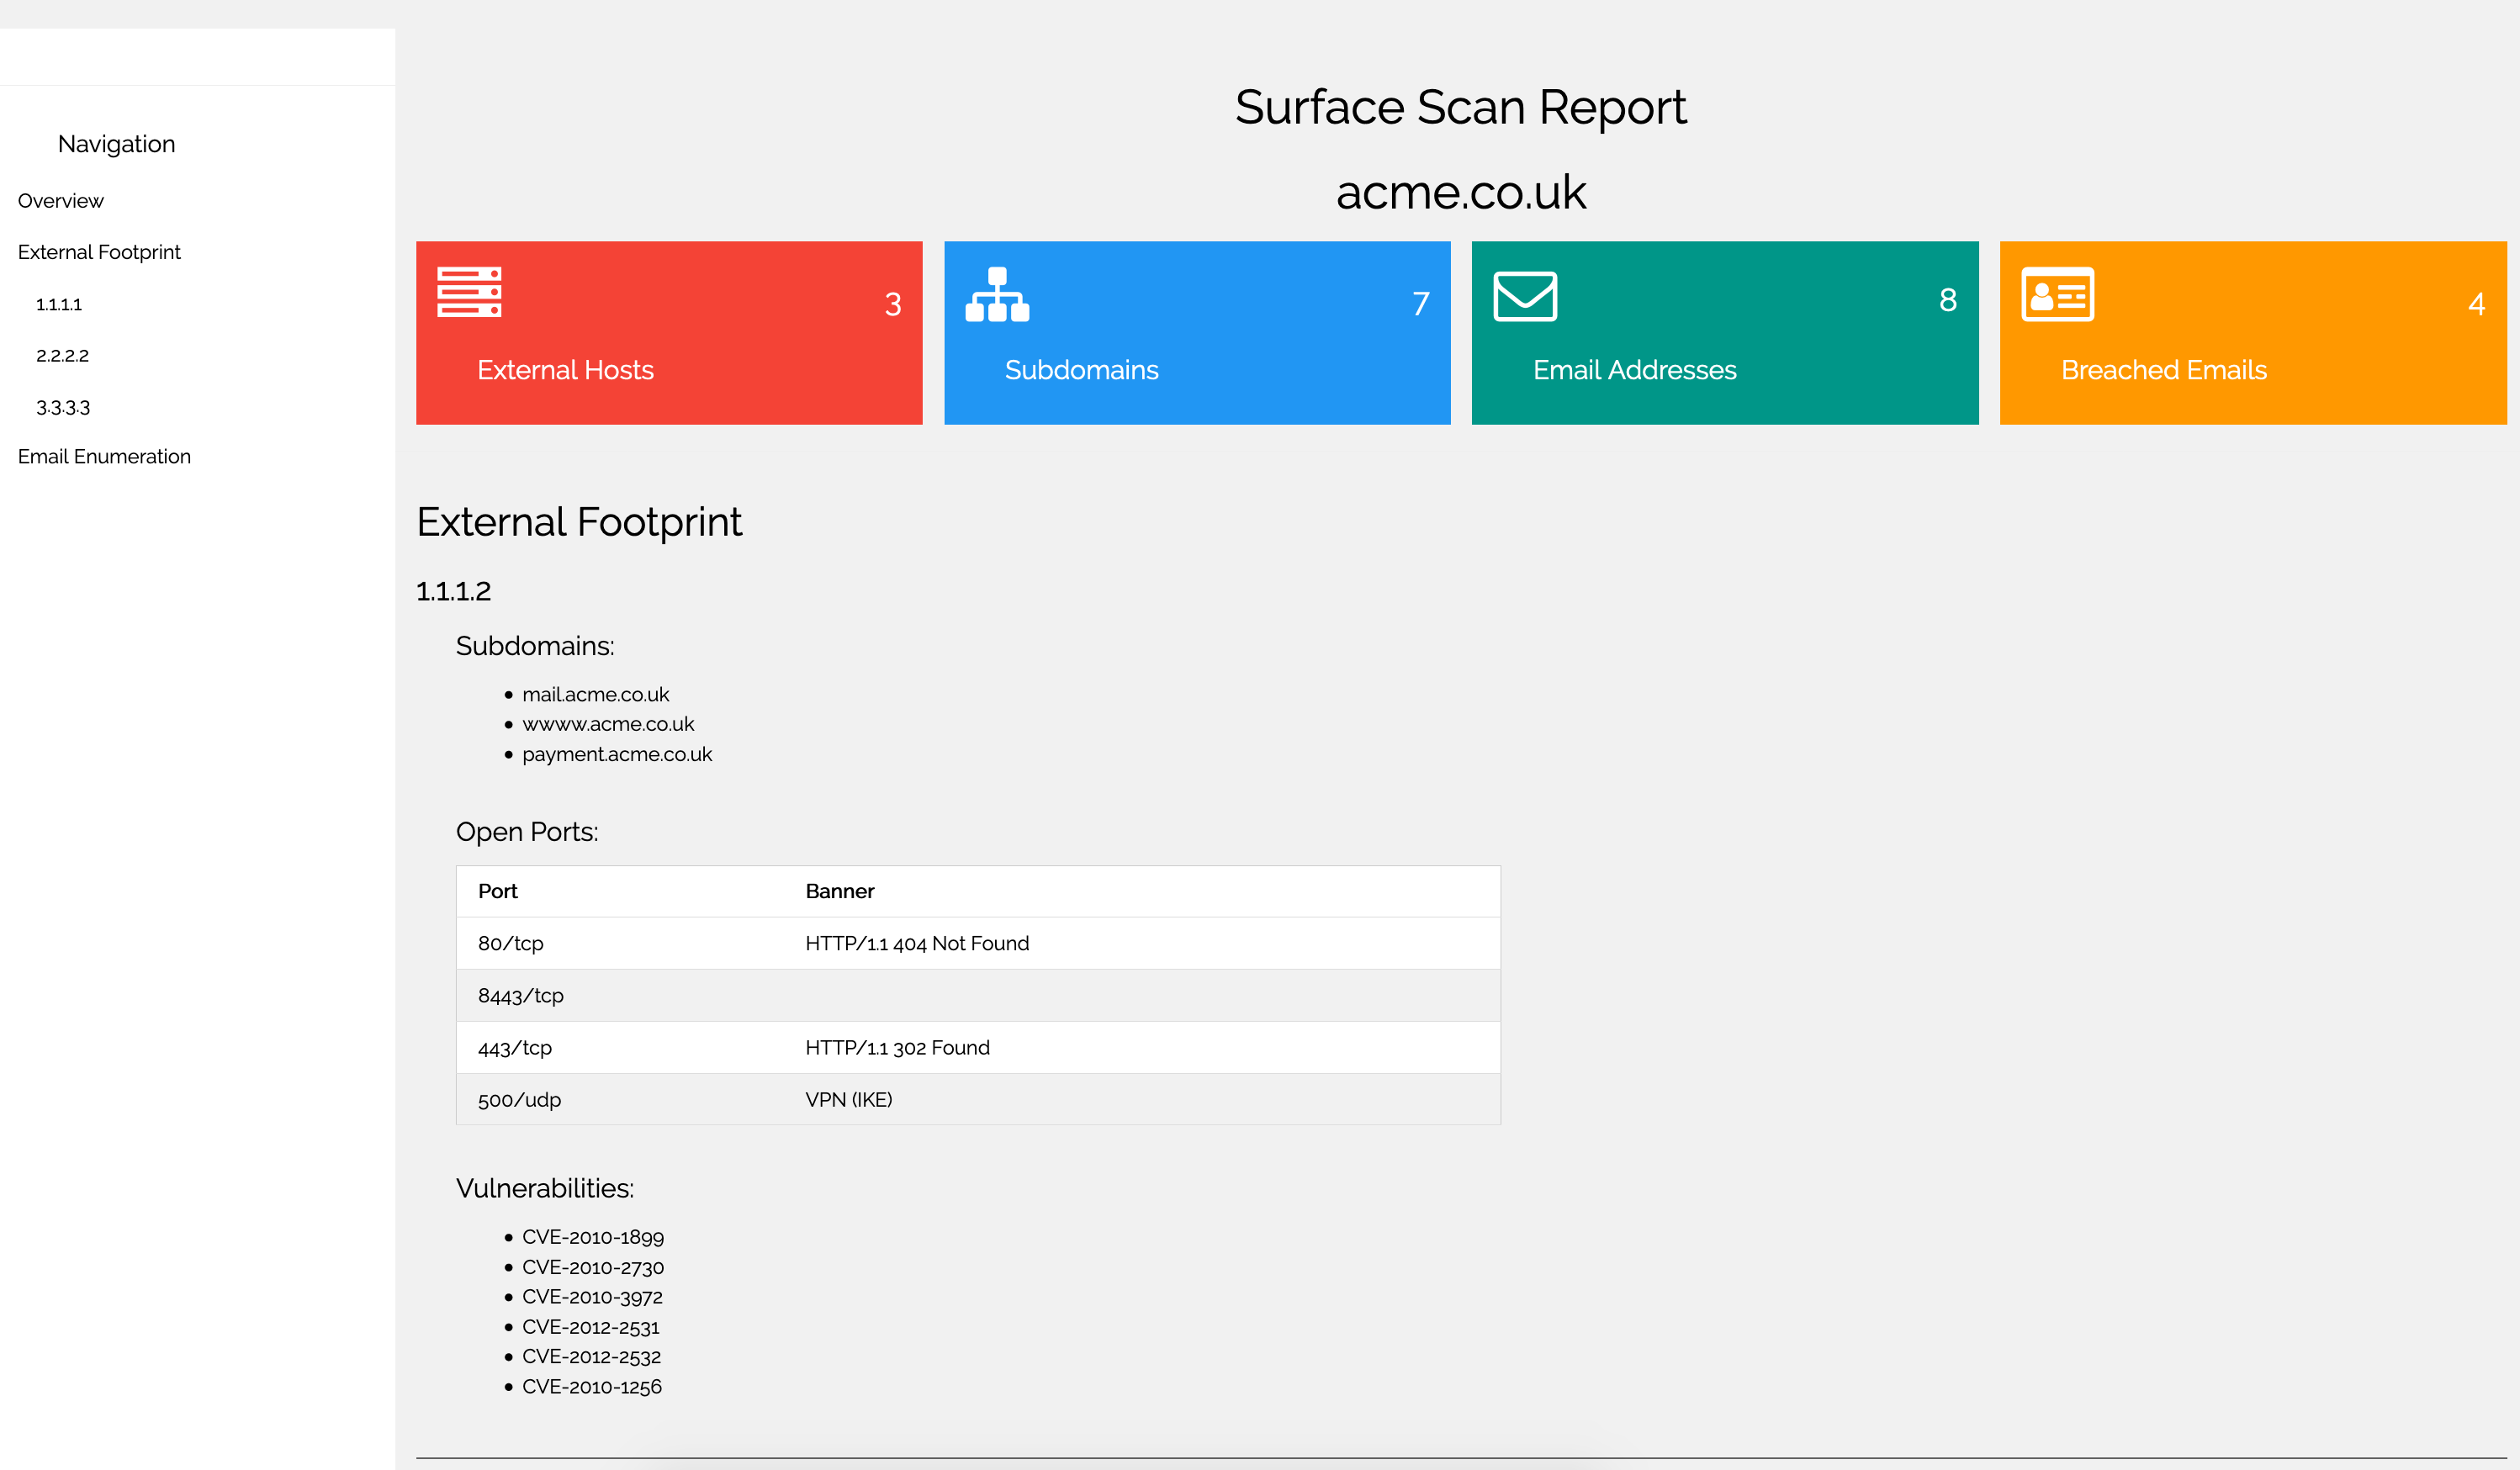 Navigation
Overview
External Footprint
1.1.1.1
2.2.2.2
3.3.3.3
Email Enumeration
Surface Scan Report
acme.co.uk
3
External Hosts
7
Subdomains
8
Email Addresses
4
Breached Emails
External Footprint
1.1.1.2
Subdomains:
mail.acme.co.uk
wwww.acme.co.uk
payment.acme.co.uk
Open Ports:
Port Banner
80/tcp HTTP/1.1 404 Not Found
8443/tcp
443/tcp HTTP/1.1 302 Found
500/udp VPN (IKE)
Vulnerabilities:
CVE-2010-1899
CVE-2010-2730
CVE-2010-3972
CVE-2012-2531
CVE-2012-2532
CVE-2010-1256